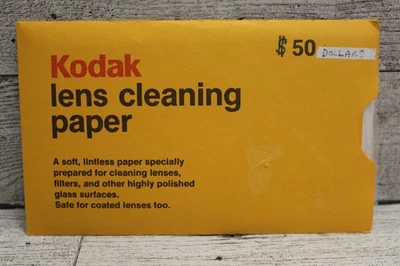 $ 50 DOLLARS
Kodak
lens cleaning
paper
A soft, lintless paper specially
prepared for cleaning lenses,
filters, and other highly polished
glass surfaces.
Safe for coated lenses too.